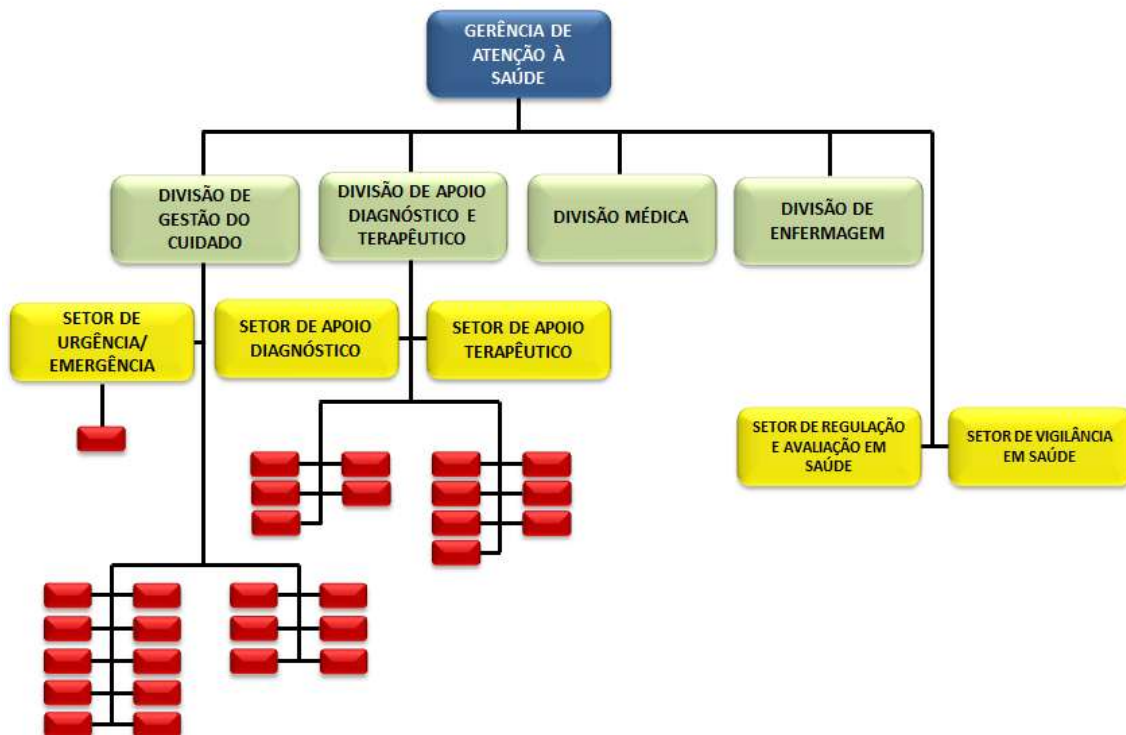 GERÊNCIA DE
ATENÇÃO À
SAÚDE
DIVISÃO DE
GESTÃO DO
CUIDADO
DIVISÃO DE APOIO
DIAGNÓSTICO E
TERAPÊUTICO
DIVISÃO MÉDICA
DIVISÃO DE
ENFERMAGEM
SETOR DE
URGÊNCIA/
EMERGÊNCIA
SETOR DE APOIO
DIAGNÓSTICO
SETOR DE APOIO
TERAPÊUTICO
SETOR DE REGULAÇÃO
E AVALIAÇÃO EM
SAÚDE
SETOR DE VIGILÂNCIA
EM SAÚDE